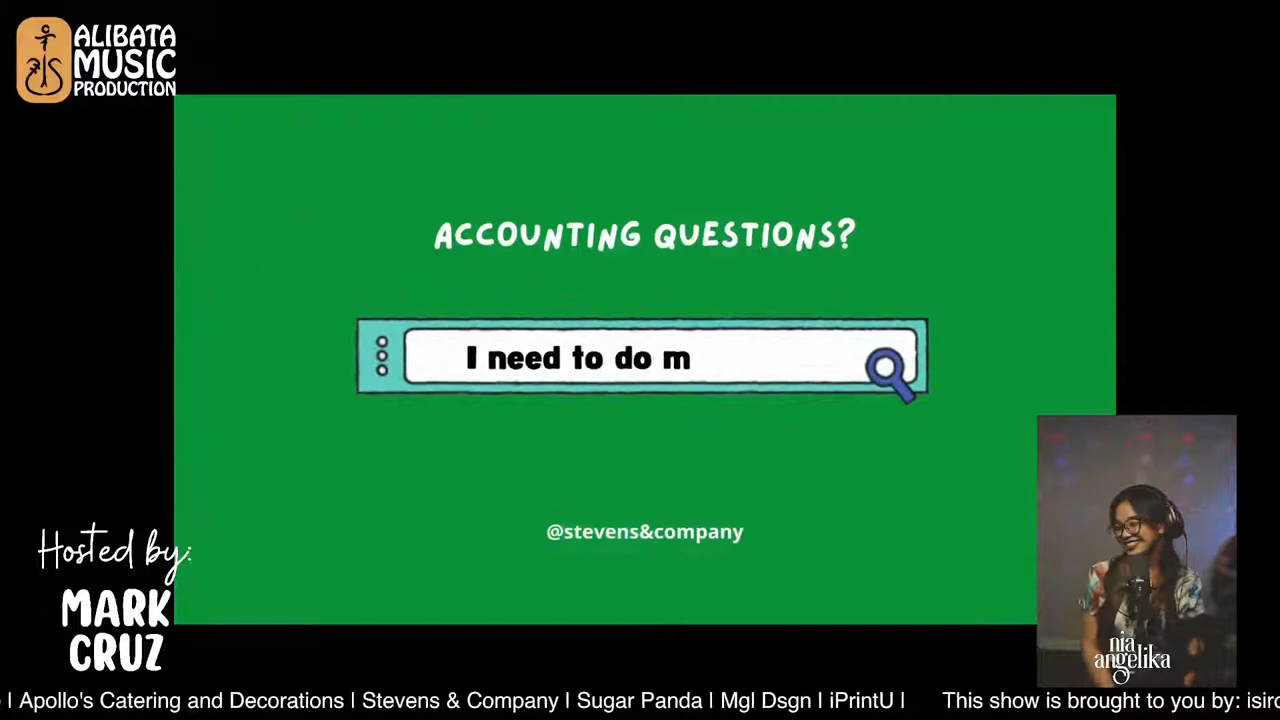 ALIBATA
MUSIC
PRODUCTION
ACCOUNTING QUESTIONS?
I need to do m
@stevens&company
Hosted by:
MARK
CRUZ
nia
angelika
| Apollo's Catering and Decorations | Stevens & Company | Sugar Panda | Mgl Dsgn | iPrintU | This show is brought to you by: